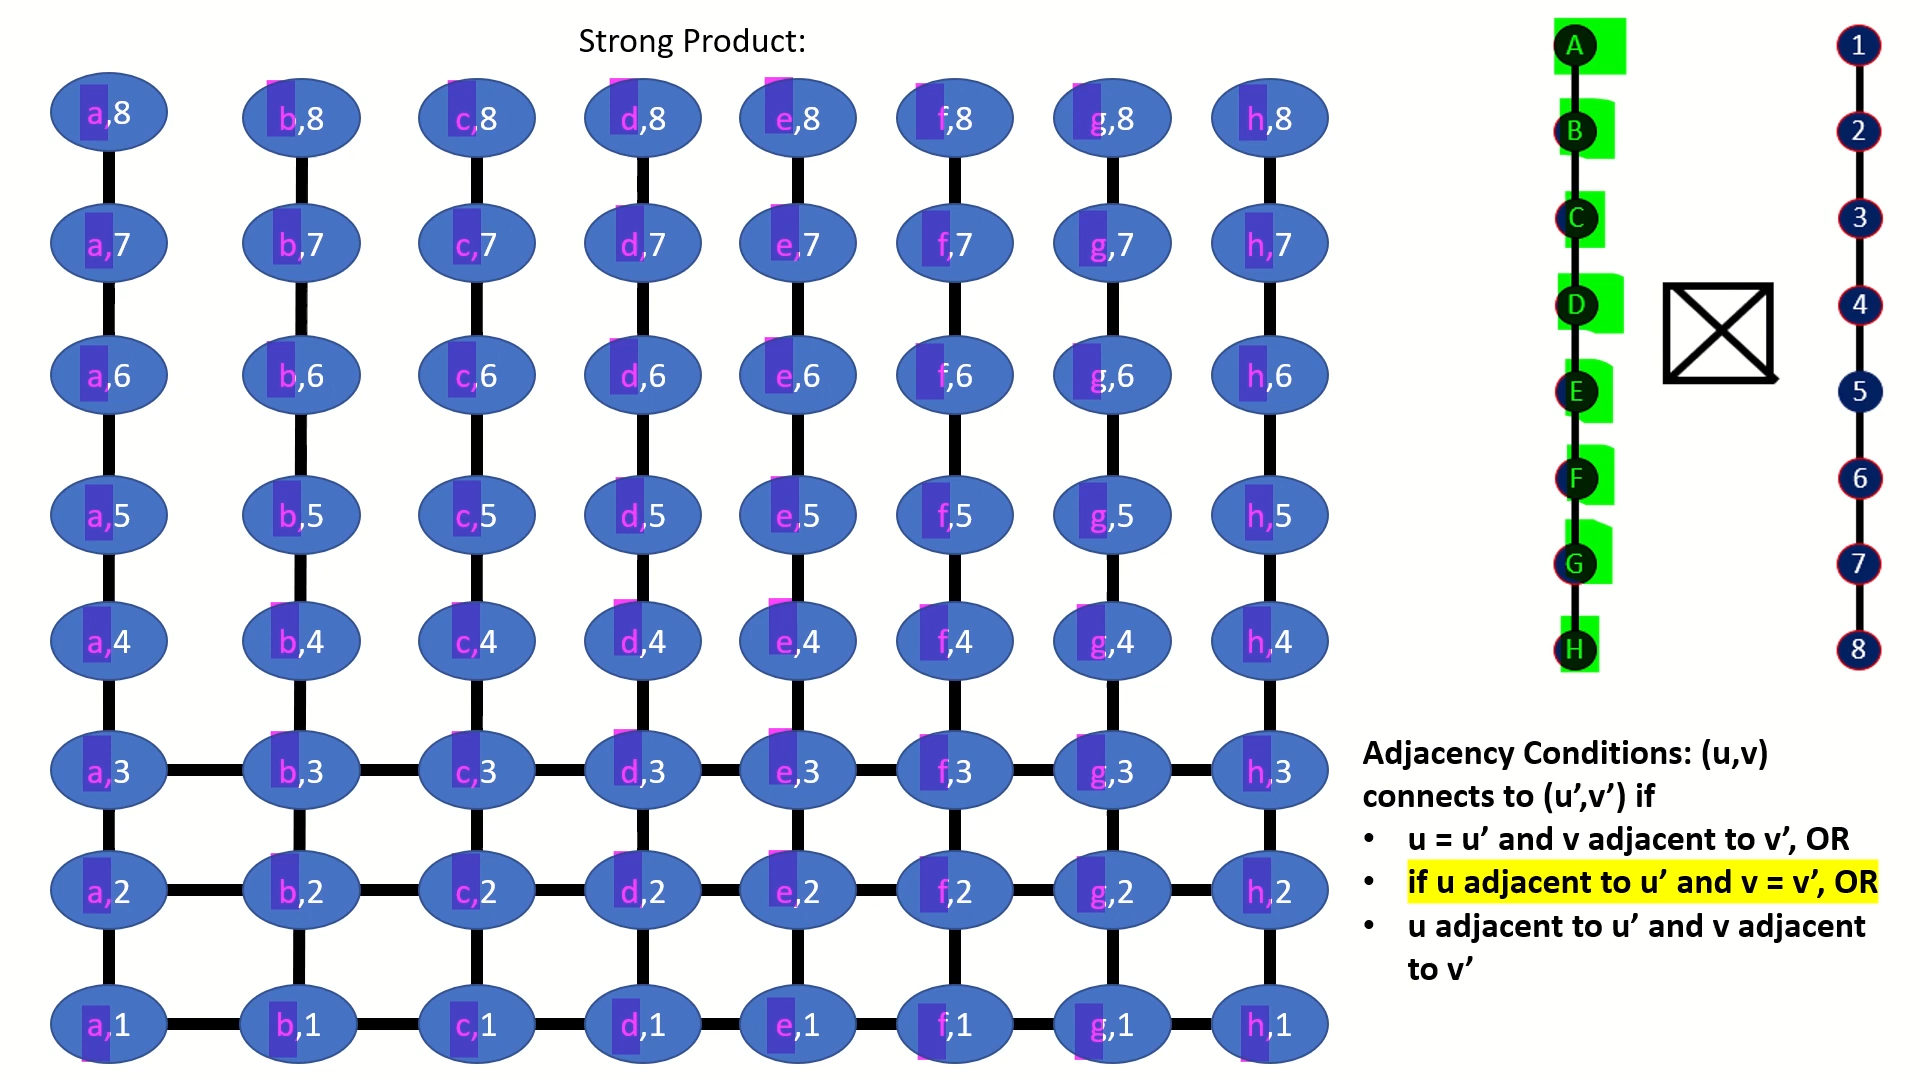 Strong Product:
a,8 b,8 c,8 d,8 e,8 f,8 g,8 h,8
a,7 b,7 c,7 d,7 e,7 f,7 g,7 h,7
a,6 b,6 c,6 d,6 e,6 f,6 g,6 h,6
a,5 b,5 c,5 d,5 e,5 f,5 g,5 h,5
a,4 b,4 c,4 d,4 e,4 f,4 g,4 h,4
a,3 b,3 c,3 d,3 e,3 f,3 g,3 h,3
a,2 b,2 c,2 d,2 e,2 f,2 g,2 h,2
a,1 b,1 c,1 d,1 e,1 f,1 g,1 h,1
A 1
B 2
C 3
D 4
E 5
F 6
G 7
H 8
Adjacency Conditions: (u,v)
connects to (u’,v’) if
• u = u’ and v adjacent to v’, OR
• if u adjacent to u’ and v = v’, OR
• u adjacent to u’ and v adjacent
to v’